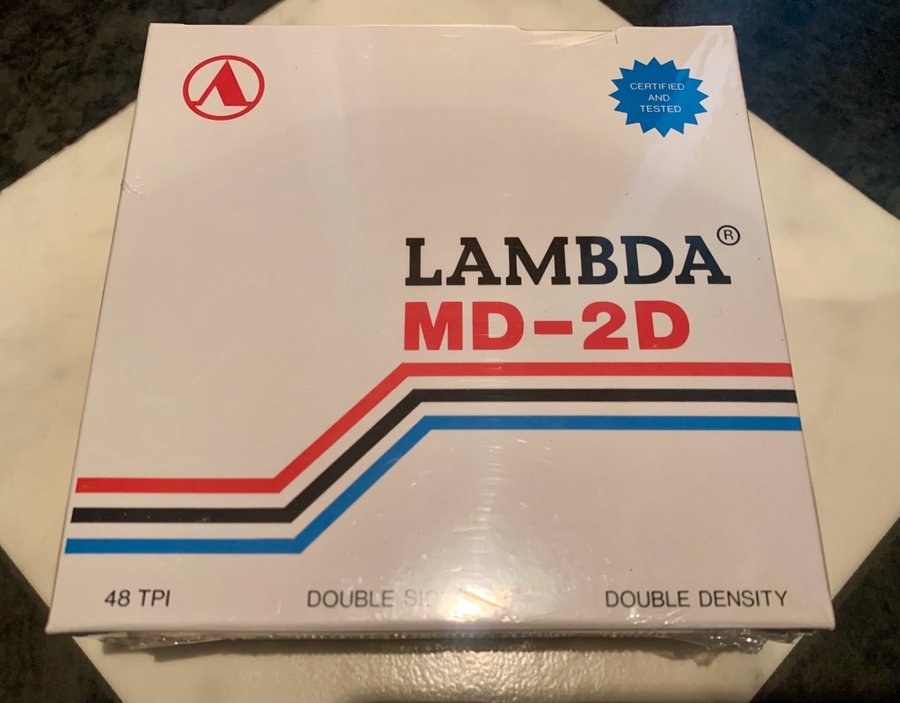 CERTIFIED
AND
TESTED
LAMBDA®
MD-2D
48 TPI DOUBLE DOUBLE DENSITY